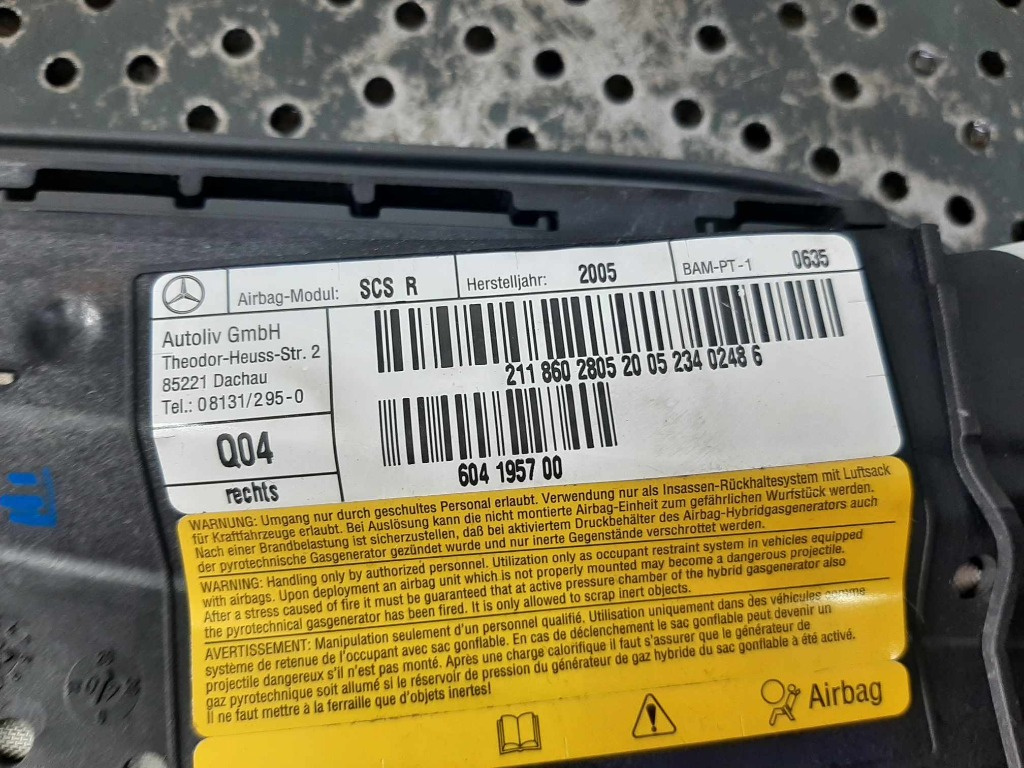 Airbag-Modul: SCS R
Herstelljahr: 2005
BAM-PT-1 0635
Autoliv GmbH
Theodor-Heuss-Str. 2
85221 Dachau
Tel.: 08131/295-0
211 860 2805 20 05 234 0248 6
604 1957 00
Q04
rechts
WARNUNG: Umgang nur durch geschultes Personal erlaubt. Verwendung nur als Insassen-Rückhaltesystem mit Luftsack
für Kraftfahrzeuge erlaubt. Bei Auslösung kann die nicht montierte Airbag-Einheit zum gefährlichen Wurfstück werden.
Nach einer Brandbelastung ist sicherzustellen, daß bei aktiviertem Druckbehälter des Airbag-Hybridgasgenerators auch
der pyrotechnische Gasgenerator gezündet wurde und nur inerte Gegenstände verschrottet werden.
WARNING: Handling only by authorized personnel. Utilization only as occupant restraint system in vehicles equipped
with airbags. Upon deployment an airbag unit which is not properly mounted may become a dangerous projectile.
After a stress caused of fire it must be guaranteed that at active pressure chamber of the hybrid gasgenerator also
the pyrotechnical gasgenerator has been fired. It is only allowed to scrap inert objects.
AVERTISSEMENT: Manipulation seulement d'un personnel qualifié. Utilisation uniquement dans des véhicules comme
système de retenue de l'occupant avec sac gonflable. En cas de déclenchement le sac gonflable peut devenir un
projectile dangereux s'il n'est pas monté. Après une charge calorifique il faut s'assurer que le générateur de
gaz pyrotechnique soit allumé si le réservoir de pression du générateur de gaz hybride du sac gonflable a été activé.
Il ne faut mettre à la ferraille que d'objets inertes!
Airbag